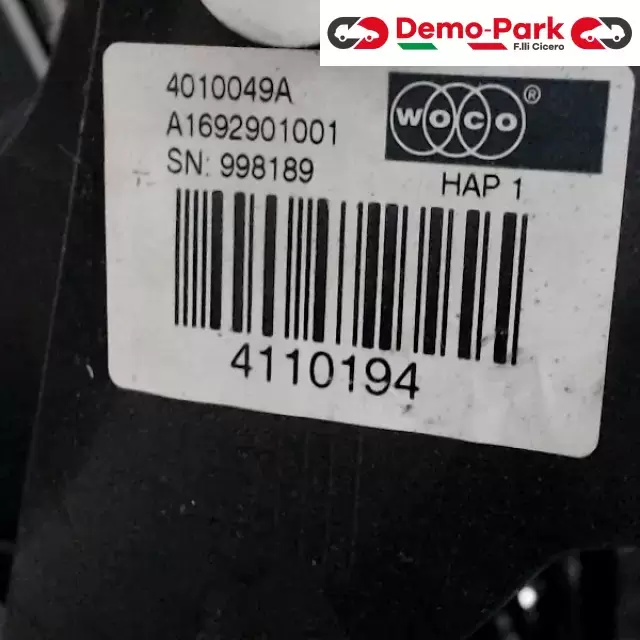 Demo-Park
F.lli Cicero
4010049A
A1692901001
SN: 998189
woco®
HAP 1
4110194